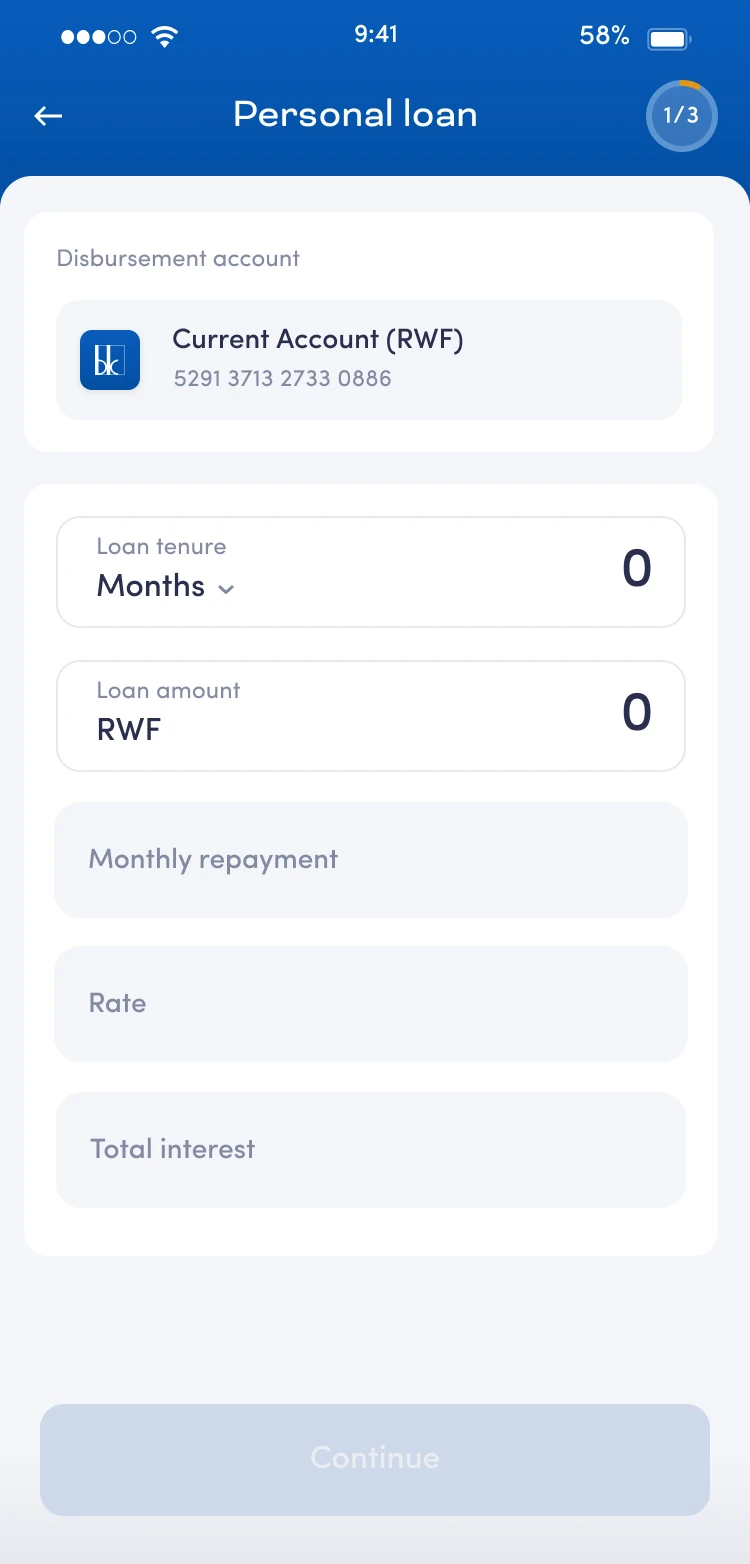 9:41
58%
Personal loan
1/3
Disbursement account
bk
Current Account (RWF)
5291 3713 2733 0886
Loan tenure
Months
0
Loan amount
RWF
0
Monthly repayment
Rate
Total interest
Continue